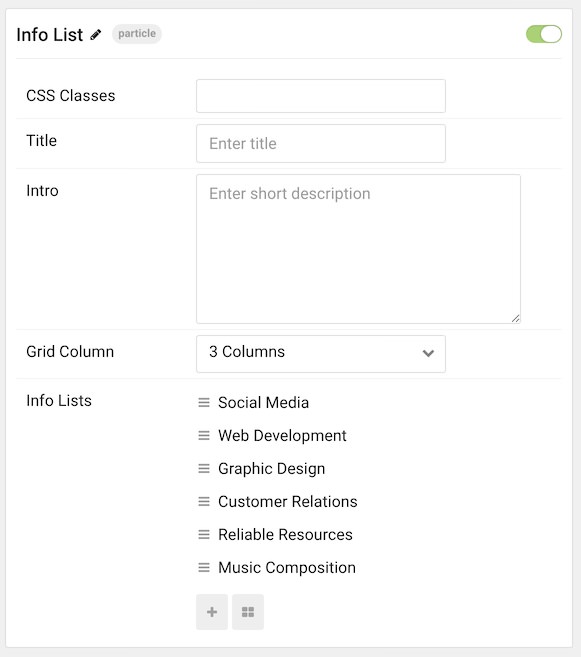 Info List particle
CSS Classes
Title
Enter title
Intro
Enter short description
Grid Column
3 Columns
Info Lists
Social Media
Web Development
Graphic Design
Customer Relations
Reliable Resources
Music Composition